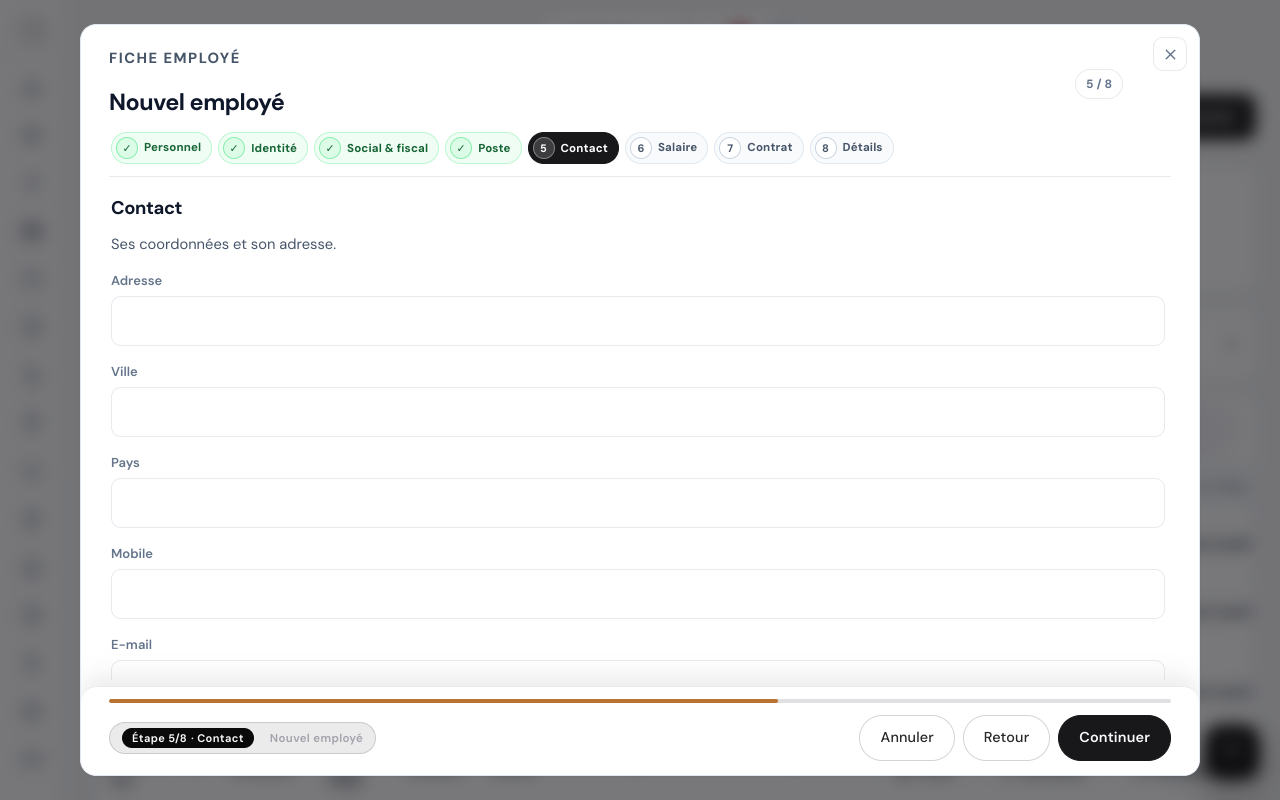 FICHE EMPLOYÉ
5 / 8
Nouvel employé
✓ Personnel ✓ Identité ✓ Social & fiscal ✓ Poste 5 Contact 6 Salaire 7 Contrat 8 Détails
Contact
Ses coordonnées et son adresse.
Adresse
Ville
Pays
Mobile
E-mail
Étape 5/8 · Contact Nouvel employé
Annuler Retour Continuer